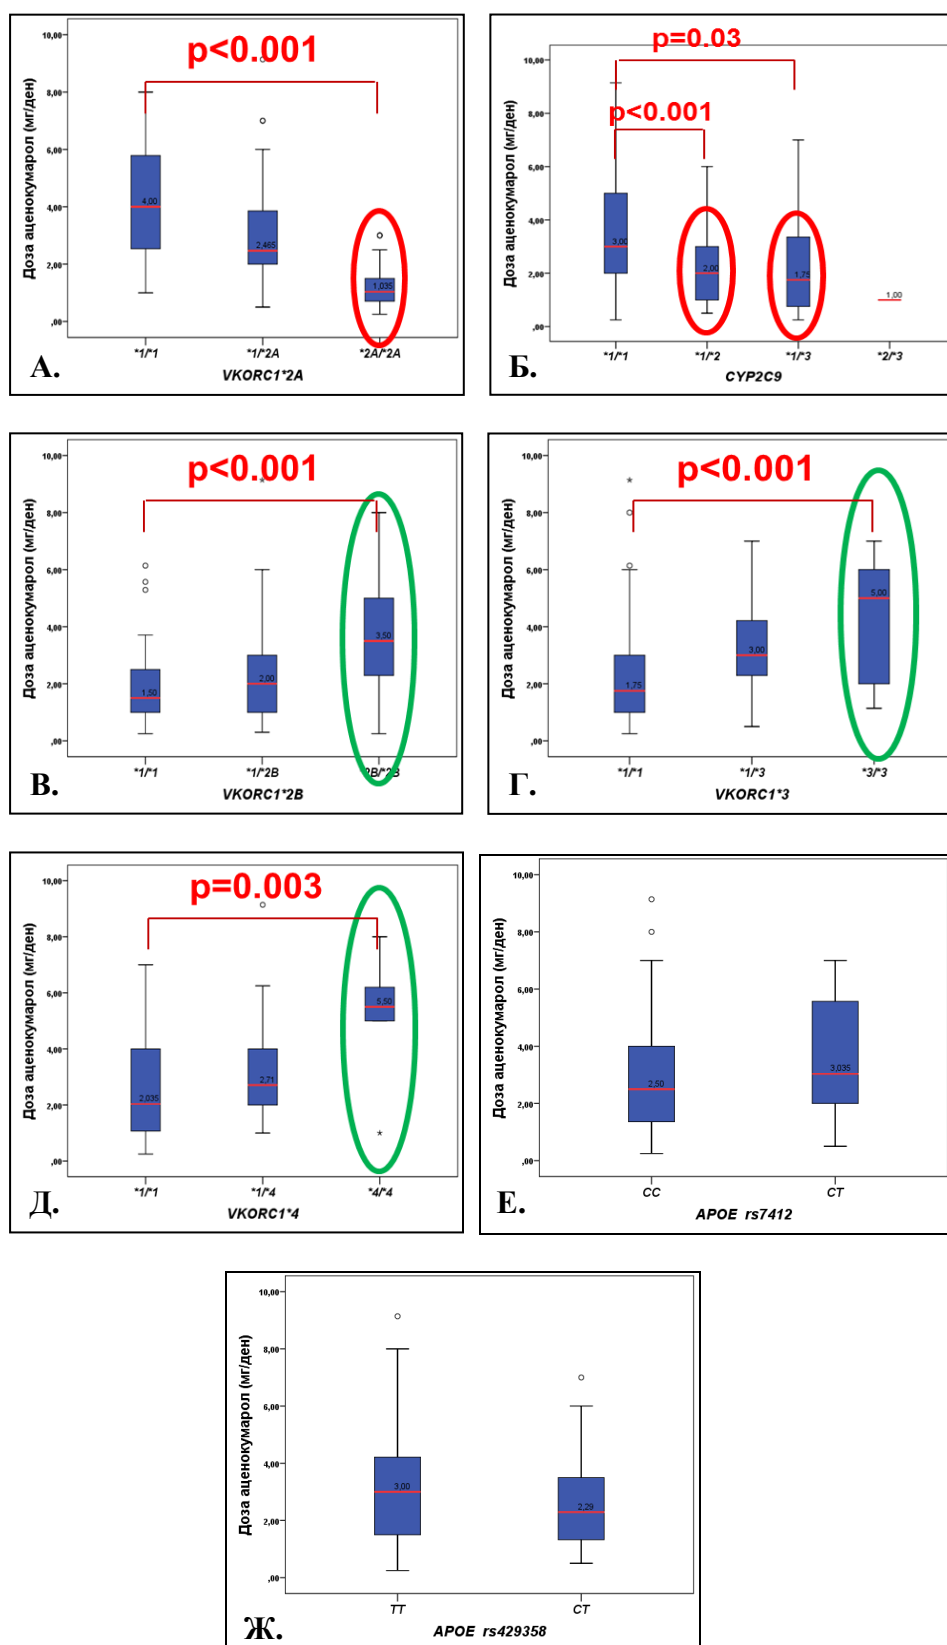 p<0.001
Доза аценокумарол (мг/ден)
10,00
8,00
6,00
4,00
2,00
,00
4,00
2,465
1,035
*1/*1
*1/*2A
*2A/*2A
VKORC1*2A
А.
p=0.03
p<0.001
Доза аценокумарол (мг/ден)
10,00
8,00
6,00
4,00
2,00
,00
3,00
2,00
1,75
1,00
*1/*1
*1/*2
*1/*3
*2/*3
CYP2C9
Б.
p<0.001
Доза аценокумарол (мг/ден)
10,00
8,00
6,00
4,00
2,00
,00
1,50
2,00
3,50
*1/*1
*1/*2B
*2B/*2B
VKORC1*2B
В.
p<0.001
Доза аценокумарол (мг/ден)
10,00
8,00
6,00
4,00
2,00
,00
1,75
3,00
5,00
*1/*1
*1/*3
*3/*3
VKORC1*3
Г.
p=0.003
Доза аценокумарол (мг/ден)
10,00
8,00
6,00
4,00
2,00
,00
2,035
2,71
5,50
*1/*1
*1/*4
*4/*4
VKORC1*4
Д.
Доза аценокумарол (мг/ден)
10,00
8,00
6,00
4,00
2,00
,00
2,50
3,035
CC
CT
APOE rs7412
Е.
Доза аценокумарол (мг/ден)
10,00
8,00
6,00
4,00
2,00
,00
3,00
2,29
TT
CT
APOE rs429358
Ж.